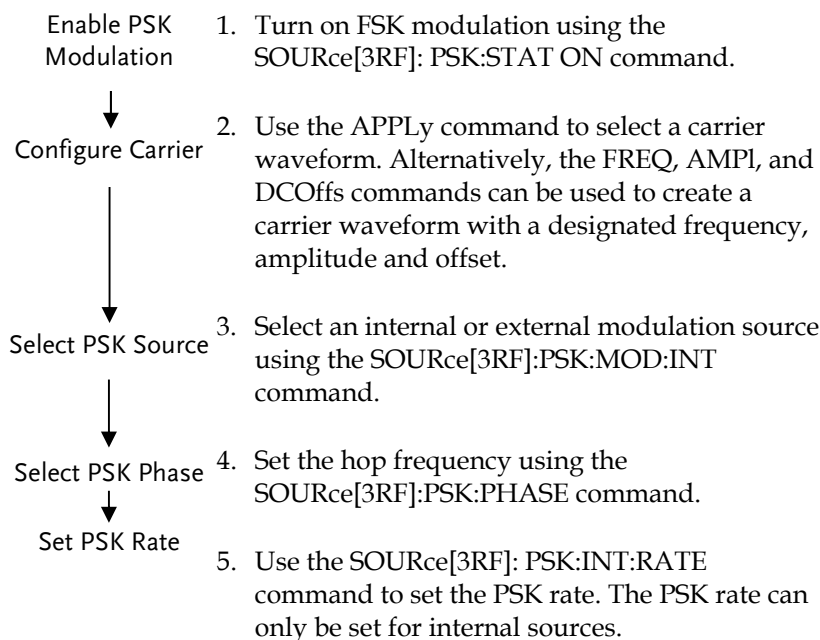 Enable PSK
Modulation
1. Turn on FSK modulation using the
SOURce[3RF]: PSK:STAT ON command.
Configure Carrier
2. Use the APPLy command to select a carrier
waveform. Alternatively, the FREQ, AMPl, and
DCOffs commands can be used to create a
carrier waveform with a designated frequency,
amplitude and offset.
Select PSK Source
3. Select an internal or external modulation source
using the SOURce[3RF]:PSK:MOD:INT
command.
Select PSK Phase
4. Set the hop frequency using the
SOURce[3RF]:PSK:PHASE command.
Set PSK Rate
5. Use the SOURce[3RF]: PSK:INT:RATE
command to set the PSK rate. The PSK rate can
only be set for internal sources.